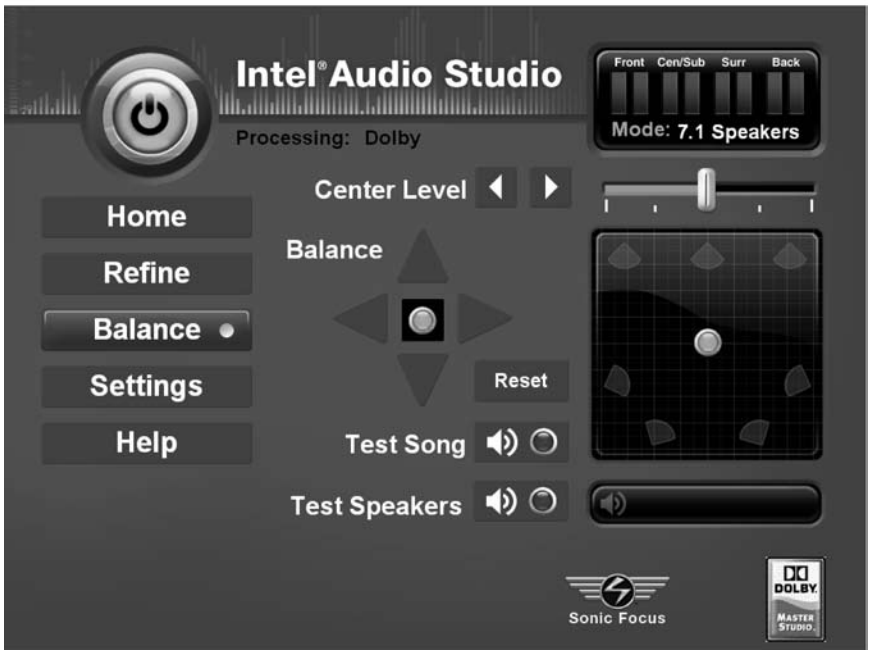 Intel® Audio Studio
Front Cen/Sub Surr Back
Mode: 7.1 Speakers
Processing: Dolby
Center Level
Home
Balance
Refine
Balance
Settings
Reset
Help
Test Song
Test Speakers
Sonic Focus
DOLBY.
MASTER
STUDIO.